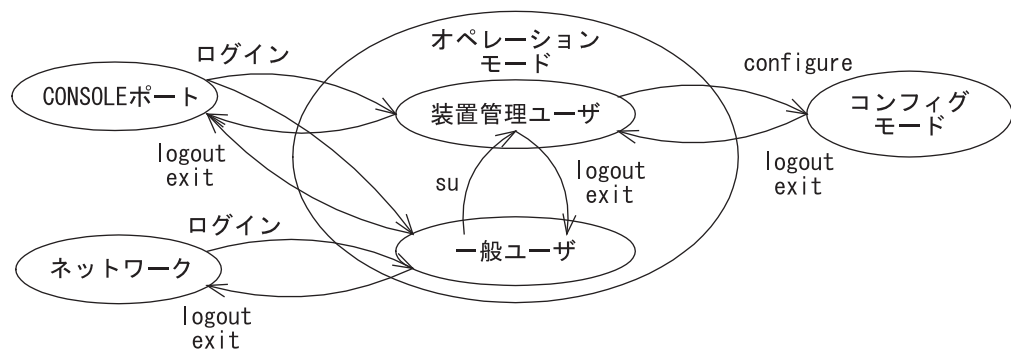 オペレーション
モード
ログイン
CONSOLEポート
装置管理ユーザ
configure
コンフィグ
モード
logout
exit
su
logout
exit
logout
exit
ログイン
一般ユーザ
ネットワーク
logout
exit